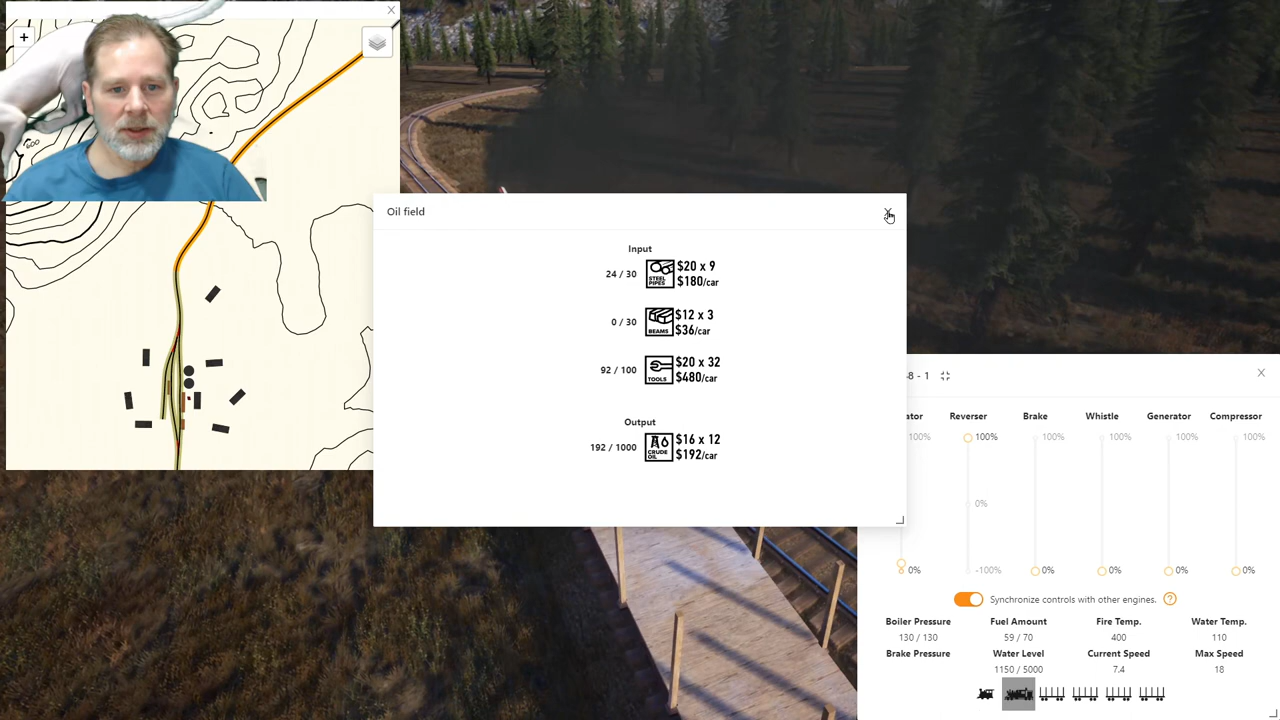 +
600
Oil field
Input
24 / 30
STEEL PIPES
$20 x 9
$180/car
0 / 30
BEAMS
$12 x 3
$36/car
92 / 100
TOOLS
$20 x 32
$480/car
Output
192 / 1000
CRUDE OIL
$16 x 12
$192/car
8 - 1
ator Reverser Brake Whistle Generator Compressor
100% 100% 100% 100% 100% 100%
0%
0% -100% 0% 0% 0% 0%
Synchronize controls with other engines. ?
Boiler Pressure Fuel Amount Fire Temp. Water Temp.
130 / 130 59 / 70 400 110
Brake Pressure Water Level Current Speed Max Speed
1150 / 5000 7.4 18